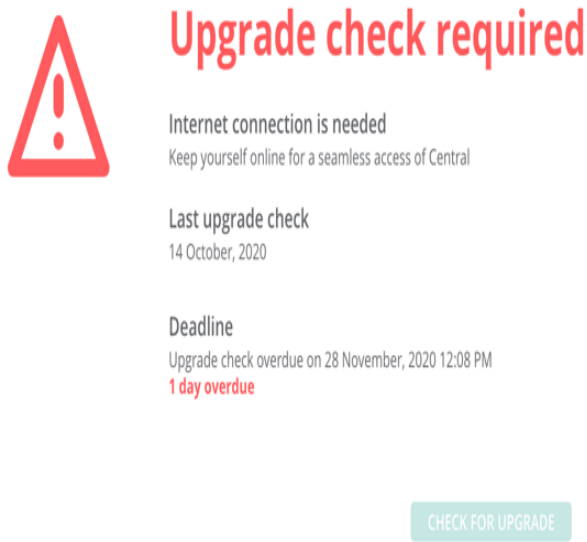 Upgrade check required
Internet connection is needed
Keep yourself online for a seamless access of Central
Last upgrade check
14 October, 2020
Deadline
Upgrade check overdue on 28 November, 2020 12:08 PM
1 day overdue
CHECK FOR UPGRADE